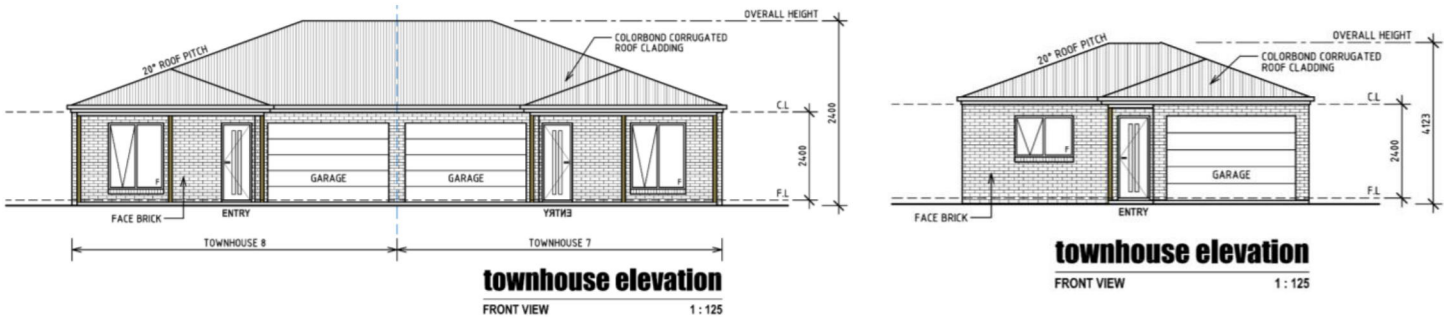 OVERALL HEIGHT
20° ROOF PITCH
COLORBOND CORRUGATED
ROOF CLADDING
C.L
2400
2400
F
GARAGE
GARAGE
F
F.L
FACE BRICK
ENTRY
ENTRY
TOWNHOUSE 8
TOWNHOUSE 7
townhouse elevation
FRONT VIEW 1 : 125
OVERALL HEIGHT
20° ROOF PITCH
COLORBOND CORRUGATED
ROOF CLADDING
C.L
2400
4123
F
GARAGE
F.L
FACE BRICK
ENTRY
townhouse elevation
FRONT VIEW 1 : 125